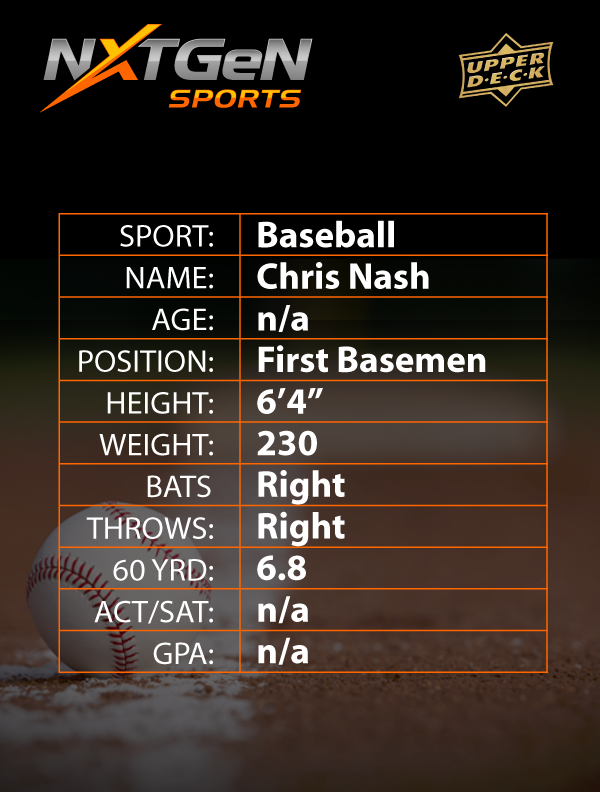 NXTGeN
SPORTS
UPPER
D·E·C·K
SPORT: Baseball
NAME: Chris Nash
AGE: n/a
POSITION: First Basemen
HEIGHT: 6’4”
WEIGHT: 230
BATS Right
THROWS: Right
60 YRD: 6.8
ACT/SAT: n/a
GPA: n/a